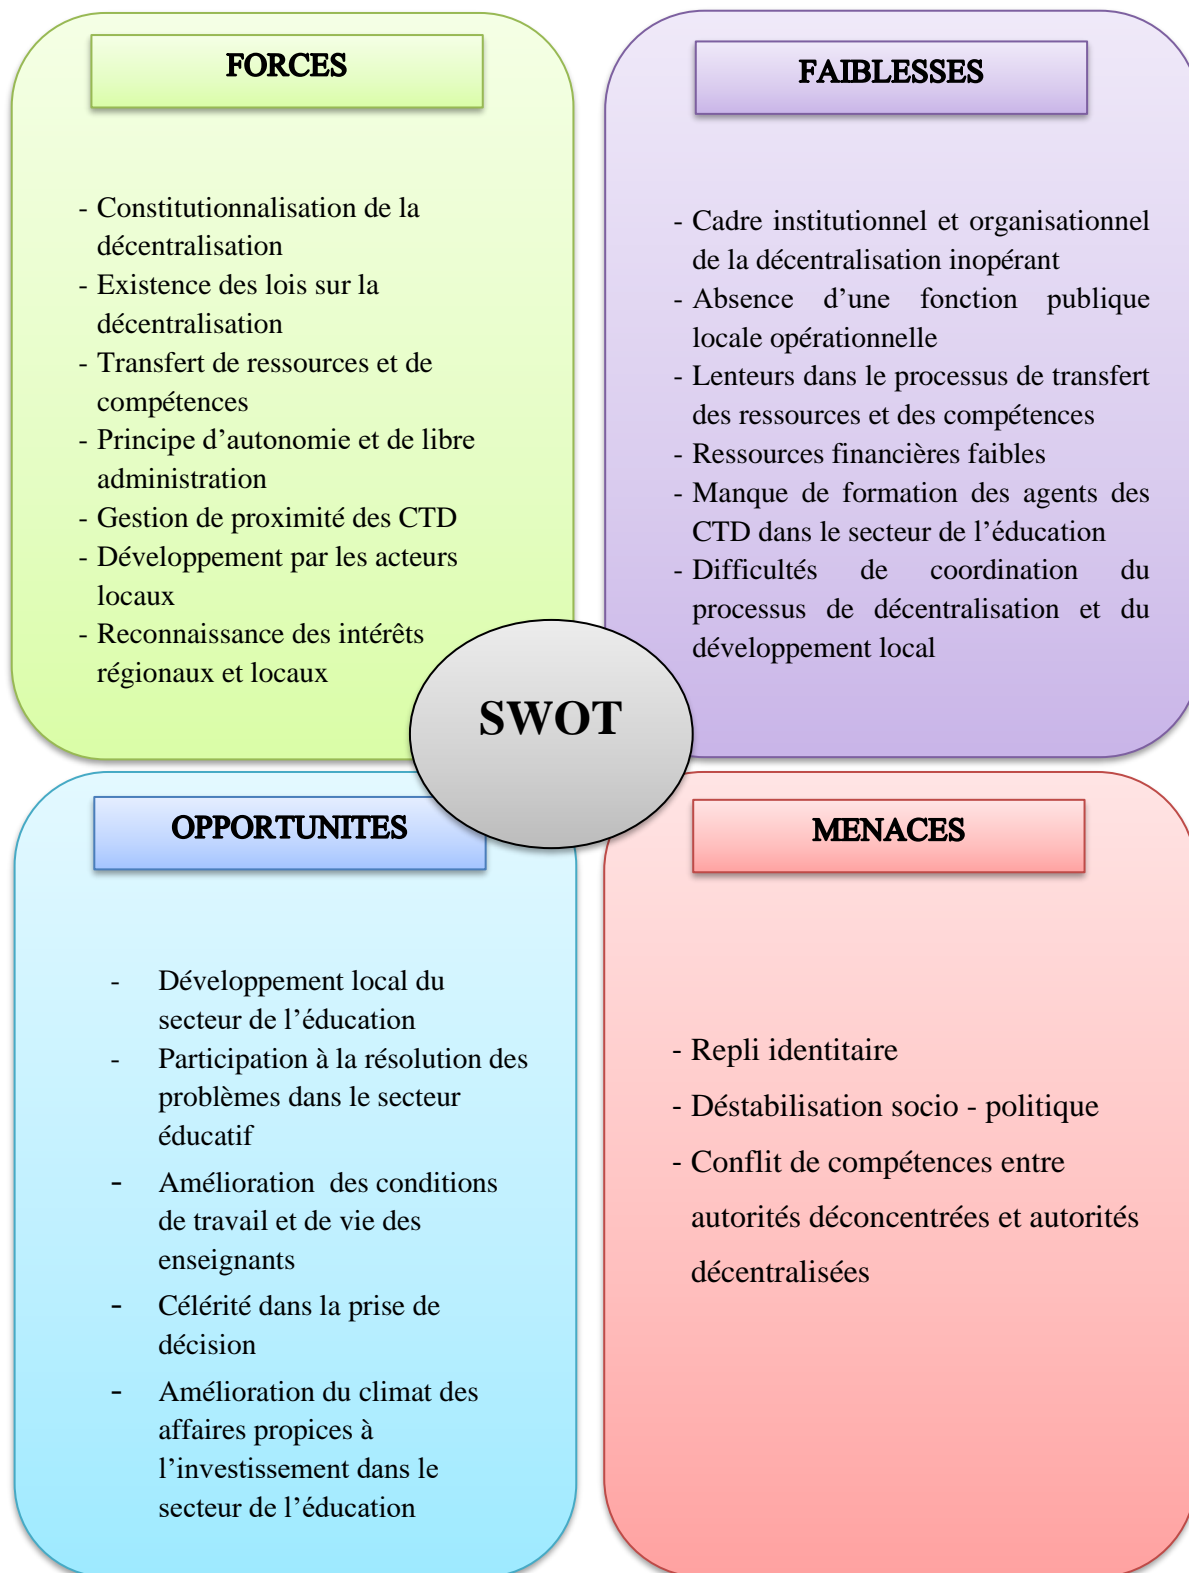 FORCES
- Constitutionnalisation de la
décentralisation
- Existence des lois sur la
décentralisation
- Transfert de ressources et de
compétences
- Principe d’autonomie et de libre
administration
- Gestion de proximité des CTD
- Développement par les acteurs
locaux
- Reconnaissance des intérêts
régionaux et locaux
FAIBLESSES
- Cadre institutionnel et organisationnel
de la décentralisation inopérant
- Absence d’une fonction publique
locale opérationnelle
- Lenteurs dans le processus de transfert
des ressources et des compétences
- Ressources financières faibles
- Manque de formation des agents des
CTD dans le secteur de l’éducation
- Difficultés de coordination du
processus de décentralisation et du
développement local
SWOT
OPPORTUNITES
- Développement local du
secteur de l’éducation
- Participation à la résolution des
problèmes dans le secteur
éducatif
- Amélioration des conditions
de travail et de vie des
enseignants
- Célérité dans la prise de
décision
- Amélioration du climat des
affaires propices à
l’investissement dans le
secteur de l’éducation
MENACES
- Repli identitaire
- Déstabilisation socio - politique
- Conflit de compétences entre
autorités déconcentrées et autorités
décentralisées